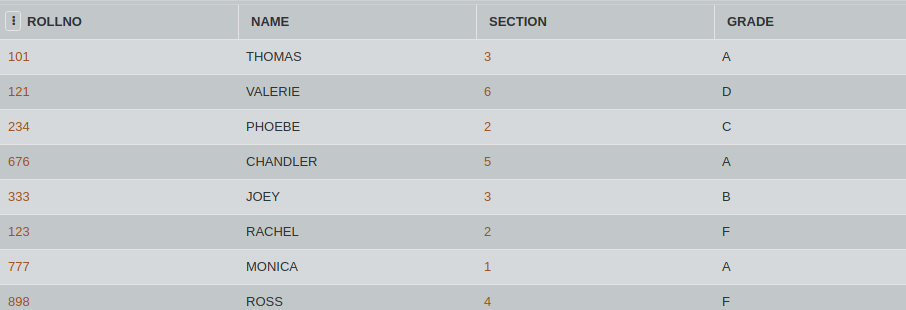 ROLLNO NAME SECTION GRADE
101 THOMAS 3 A
121 VALERIE 6 D
234 PHOEBE 2 C
676 CHANDLER 5 A
333 JOEY 3 B
123 RACHEL 2 F
777 MONICA 1 A
898 ROSS 4 F